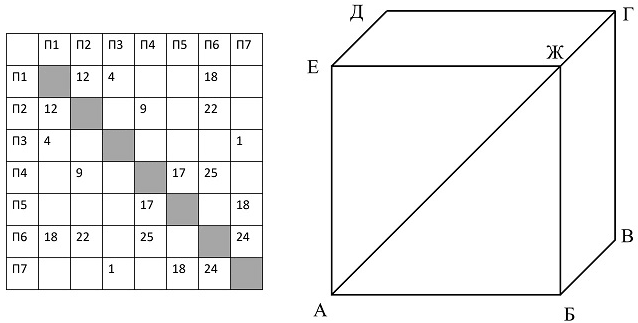 П1 П2 П3 П4 П5 П6 П7
П1 12 4 18
П2 12 9 22
П3 4 1
П4 9 17 25
П5 17 18
П6 18 22 25 24
П7 1 18 24
Д Г
Е Ж
В
А Б